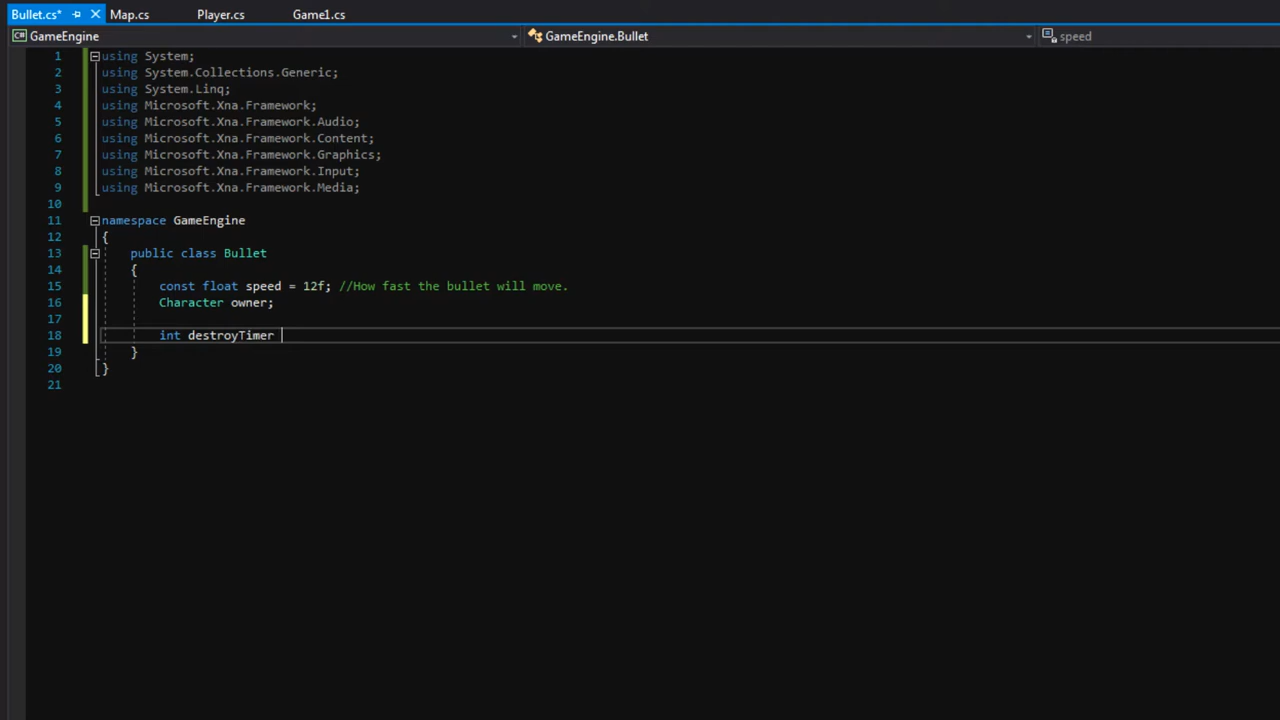 Bullet.cs* Map.cs Player.cs Game1.cs
C# GameEngine GameEngine.Bullet speed
1 using System;
2 using System.Collections.Generic;
3 using System.Linq;
4 using Microsoft.Xna.Framework;
5 using Microsoft.Xna.Framework.Audio;
6 using Microsoft.Xna.Framework.Content;
7 using Microsoft.Xna.Framework.Graphics;
8 using Microsoft.Xna.Framework.Input;
9 using Microsoft.Xna.Framework.Media;
10
11 namespace GameEngine
12 {
13 public class Bullet
14 {
15 const float speed = 12f; //How fast the bullet will move.
16 Character owner;
17
18 int destroyTimer
19 }
20 }
21